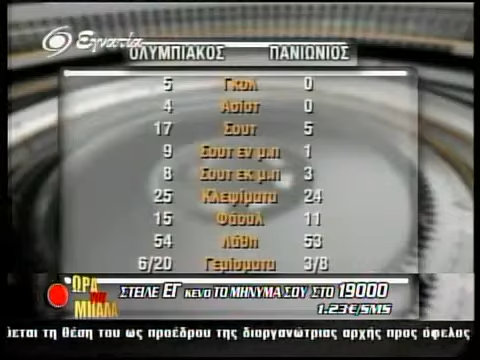 Εγνατία
ΟΛΥΜΠΙΑΚΟΣ ΠΑΝΙΩΝΙΟΣ
5 Γκολ 0
4 Ασίστ 0
17 Σουτ 5
9 Σουτ εν μ.π 1
8 Σουτ εκ μ.π 3
25 Κλεψίματα 24
15 Φάουλ 11
54 Λάθη 53
6/20 Γεμίσματα 3/8
ΩΡΑ
ΓΙΑ
ΜΠΑΛΑ
ΣΤΕΙΛΕ ΕΓ κενο ΤΟ ΜΗΝΥΜΑ ΣΟΥ ΣΤΟ 19000
1.23€/SMS
ίεται τη θέση του ως προέδρου της διοργανώτριας αρχής προς όφελος